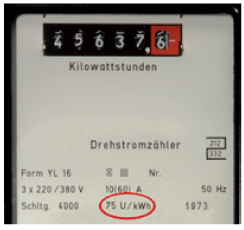 4 5 6 3 7, 6
Kilowattstunden
Drehstromzähler
212
332
Form YL 16 Nr.
3 x 220/380 V 10(60) A 50 Hz
Schltg. 4000 75 U/kWh 1973